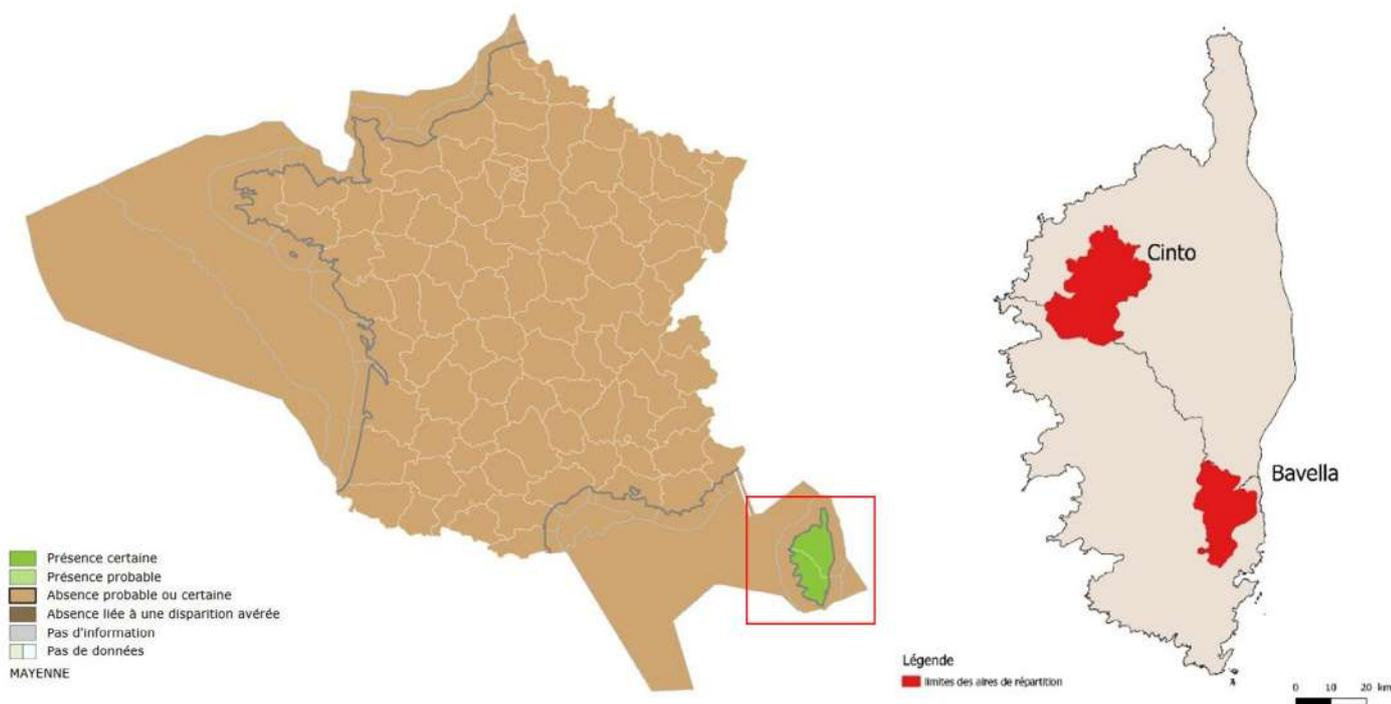 Présence certaine
Présence probable
Absence probable ou certaine
Absence liée à une disparition avérée
Pas d'information
Pas de données
MAYENNE
Cinto
Bavella
Légende
limites des aires de répartition
0 10 20 km